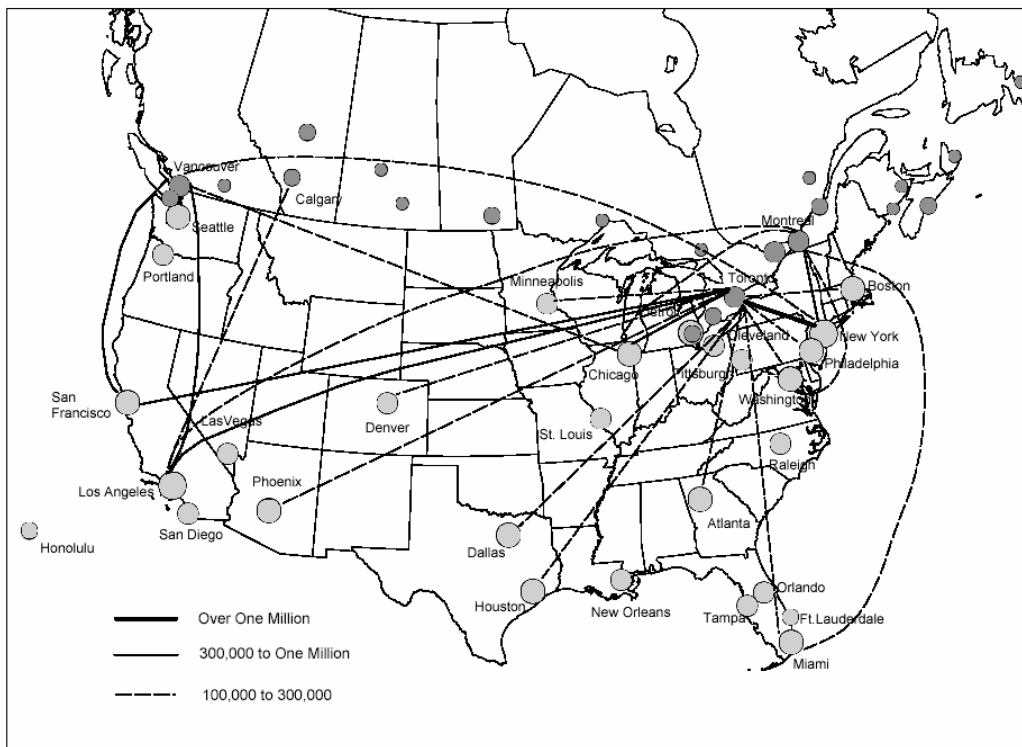 Vancouver
Calgary
Seattle
Portland
Montreal
Toronto
Minneapolis
Boston
Detroit
Cleveland
New York
Chicago
Pittsburgh
Philadelphia
Washington
San
Francisco
LasVegas
Denver
St. Louis
Raleigh
Los Angeles
Phoenix
San Diego
Atlanta
Honolulu
Dallas
Houston
New Orleans
Orlando
Tampa
Ft.Lauderdale
Miami
Over One Million
300,000 to One Million
100,000 to 300,000